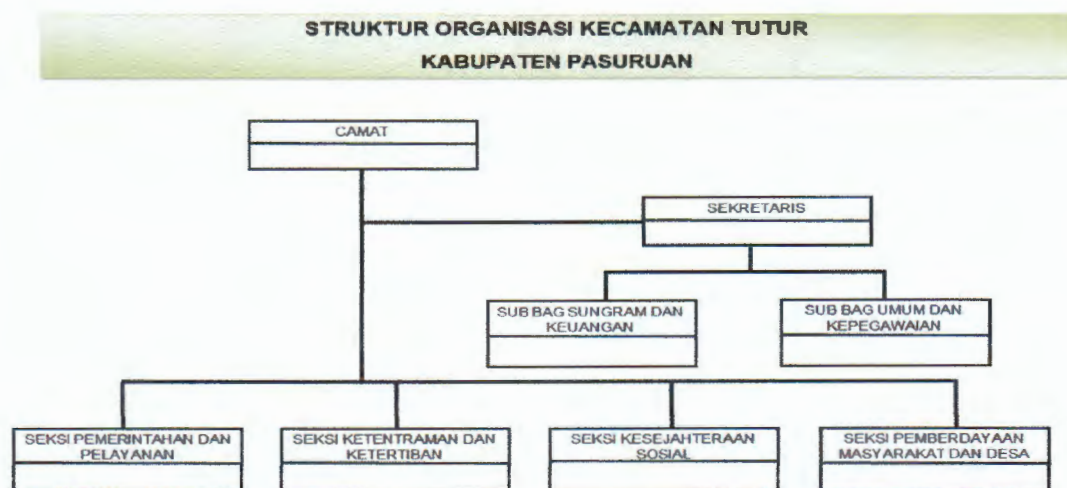 STRUKTUR ORGANISASI KECAMATAN TUTUR
KABUPATEN PASURUAN
CAMAT
SEKRETARIS
SUB BAG SUNGRAM DAN
KEUANGAN
SUB BAG UMUM DAN
KEPEGAWAIAN
SEKSI PEMERINTAHAN DAN
PELAYANAN
SEKSI KETENTRAMAN DAN
KETERTIBAN
SEKSI KESEJAHTERAAN
SOSIAL
SEKSI PEMBERDAYAAN
MASYARAKAT DAN DESA